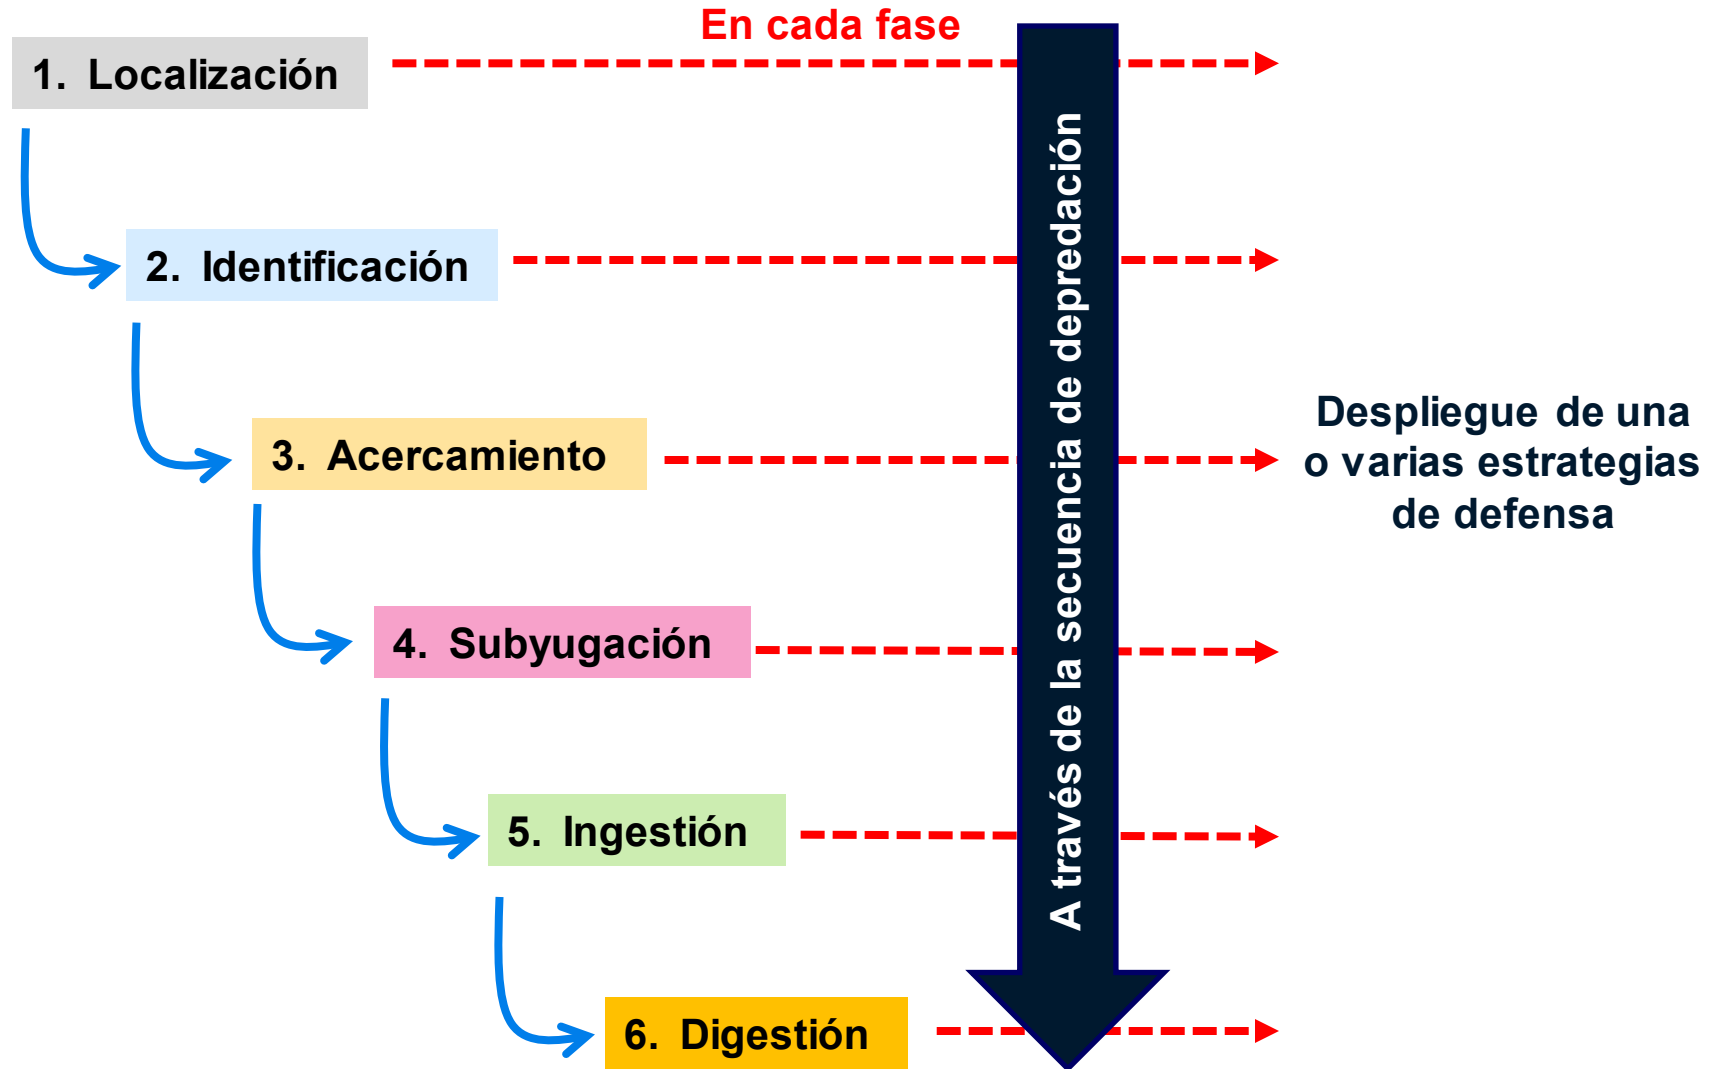 En cada fase
1. Localización
2. Identificación
3. Acercamiento
4. Subyugación
5. Ingestión
6. Digestión
A través de la secuencia de depredación
Despliegue de una
o varias estrategias
de defensa